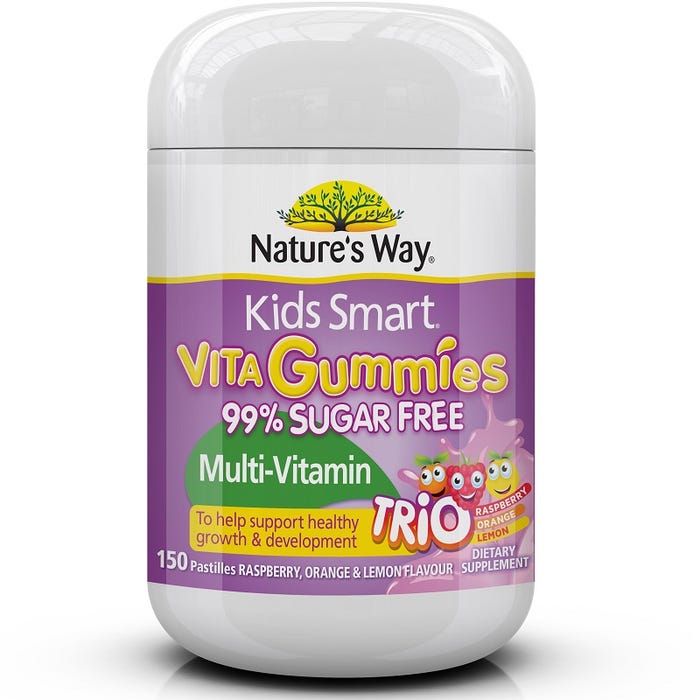 Nature's Way®
Kids Smart®
VITA Gummies
99% SUGAR FREE
Multi-Vitamin
To help support healthy
growth & development
TRIO
RASPBERRY
ORANGE
LEMON
150 Pastilles RASPBERRY, ORANGE & LEMON FLAVOUR
DIETARY
SUPPLEMENT